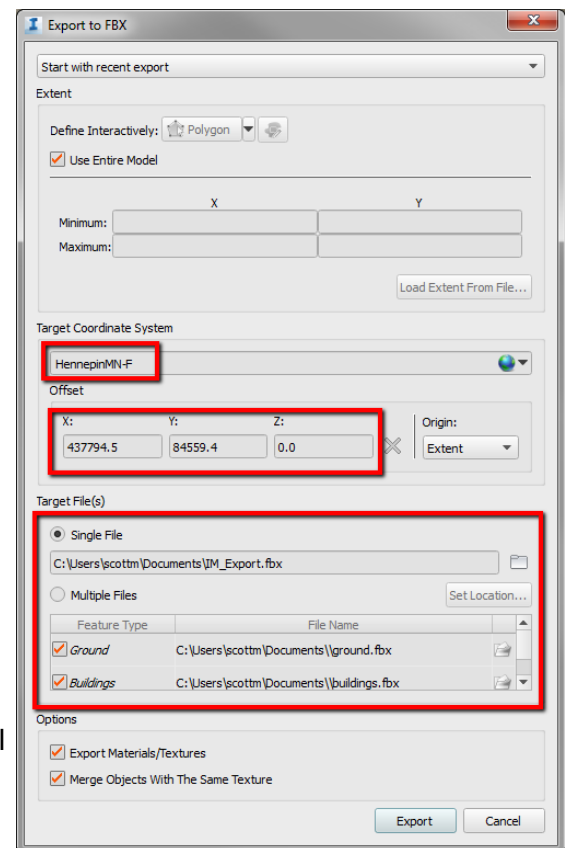 Export to FBX
Start with recent export
Extent
Define Interactively: Polygon
Use Entire Model
X Y
Minimum:
Maximum:
Load Extent From File...
Target Coordinate System
HennepinMN-F
Offset
X: Y: Z: Origin:
437794.5 84559.4 0.0 Extent
Target File(s)
Single File
C:\Users\scottm\Documents\IM_Export.fbx
Multiple Files Set Location...
Feature Type File Name
Ground C:\Users\scottm\Documents\\ground.fbx
Buildings C:\Users\scottm\Documents\\buildings.fbx
Options
Export Materials/Textures
Merge Objects With The Same Texture
Export Cancel